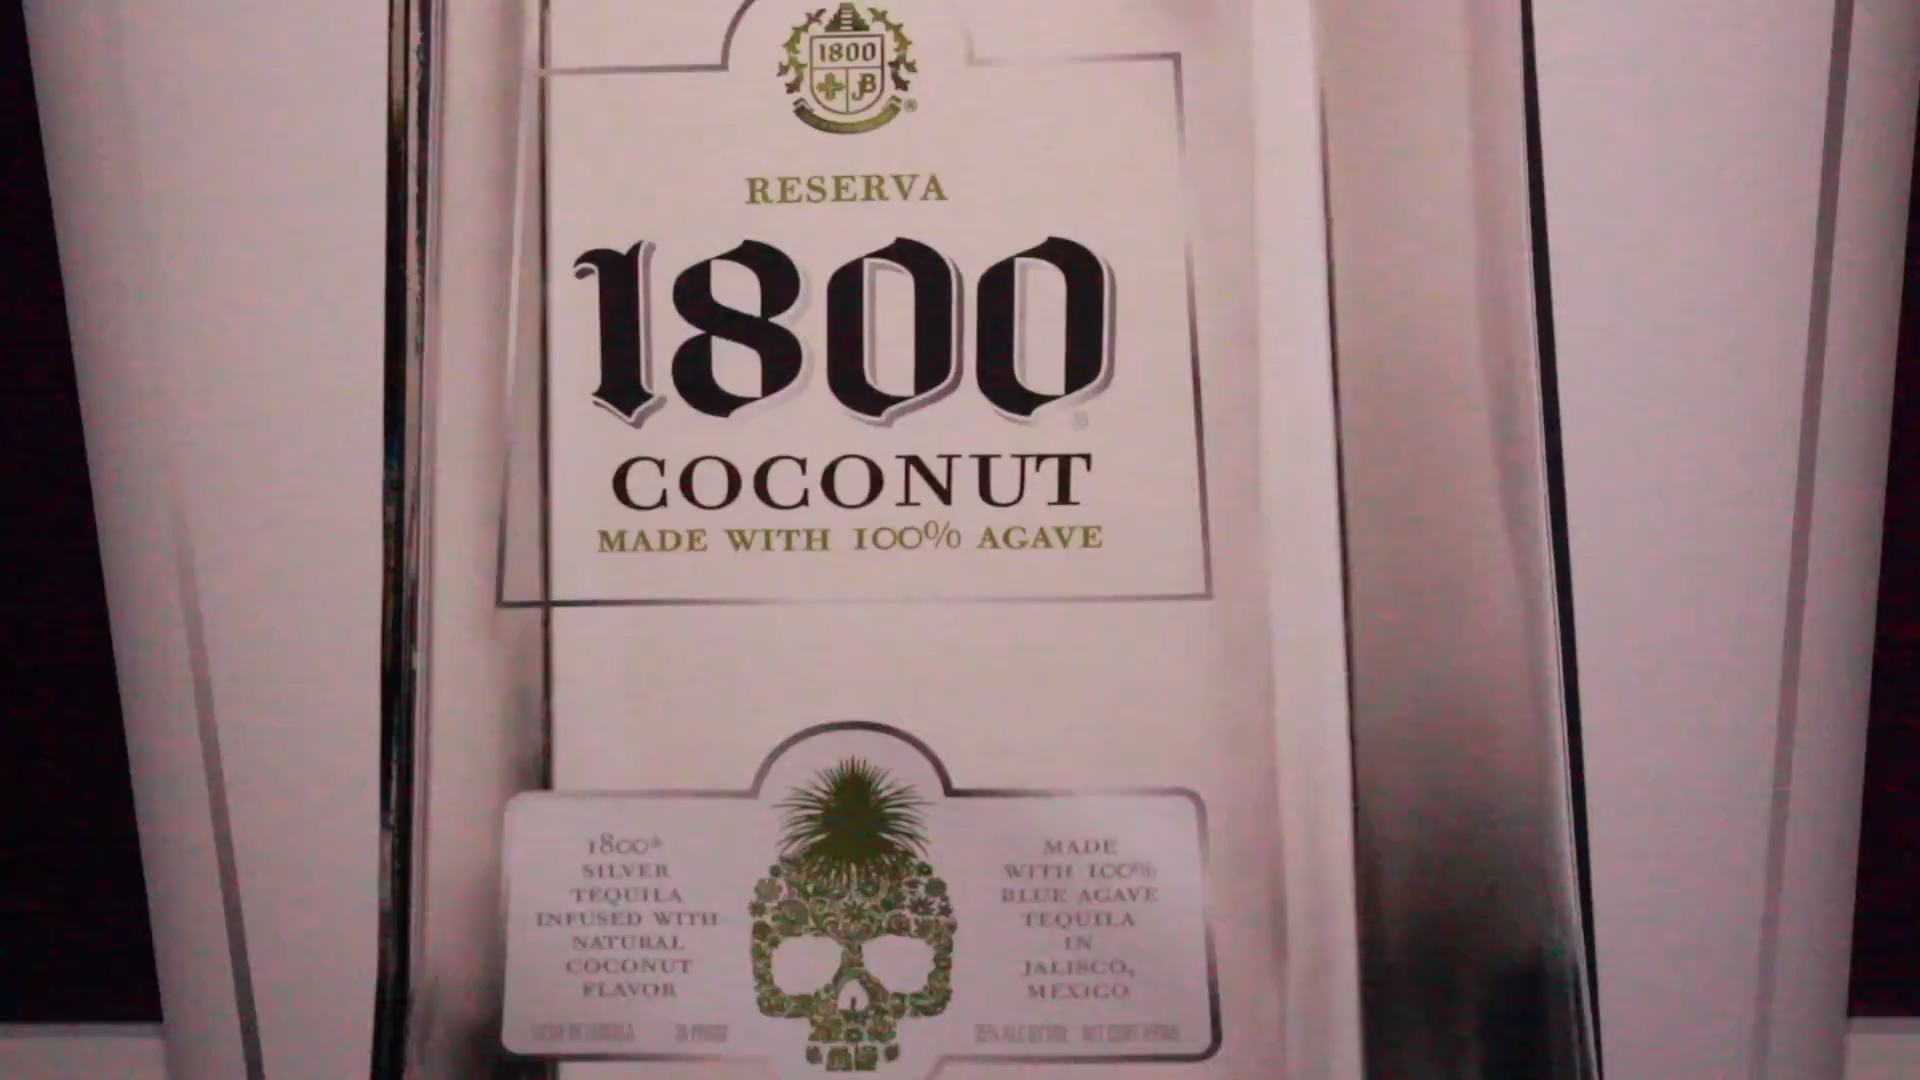 1800
JB
®
RESERVA
1800
®
COCONUT
MADE WITH 100% AGAVE
1800®
SILVER
TEQUILA
INFUSED WITH
NATURAL
COCONUT
FLAVOR
MADE
WITH 100%
BLUE AGAVE
TEQUILA
IN
JALISCO,
MEXICO